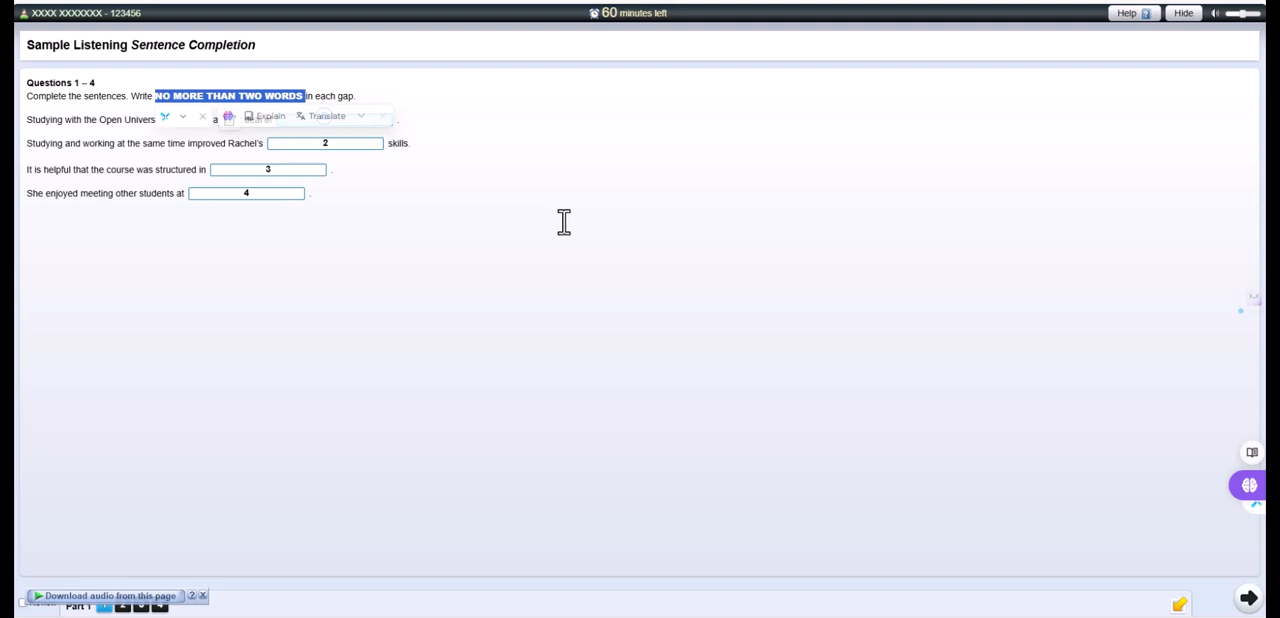 XXXX XXXXXXX - 123456
60 minutes left
Help ?
Hide
Sample Listening Sentence Completion
Questions 1 – 4
Complete the sentences. Write NO MORE THAN TWO WORDS in each gap.
Studying with the Open Univers
Explain
Translate
Studying and working at the same time improved Rachel's 2 skills.
It is helpful that the course was structured in 3 .
She enjoyed meeting other students at 4 .
Download audio from this page ? X
Part 1